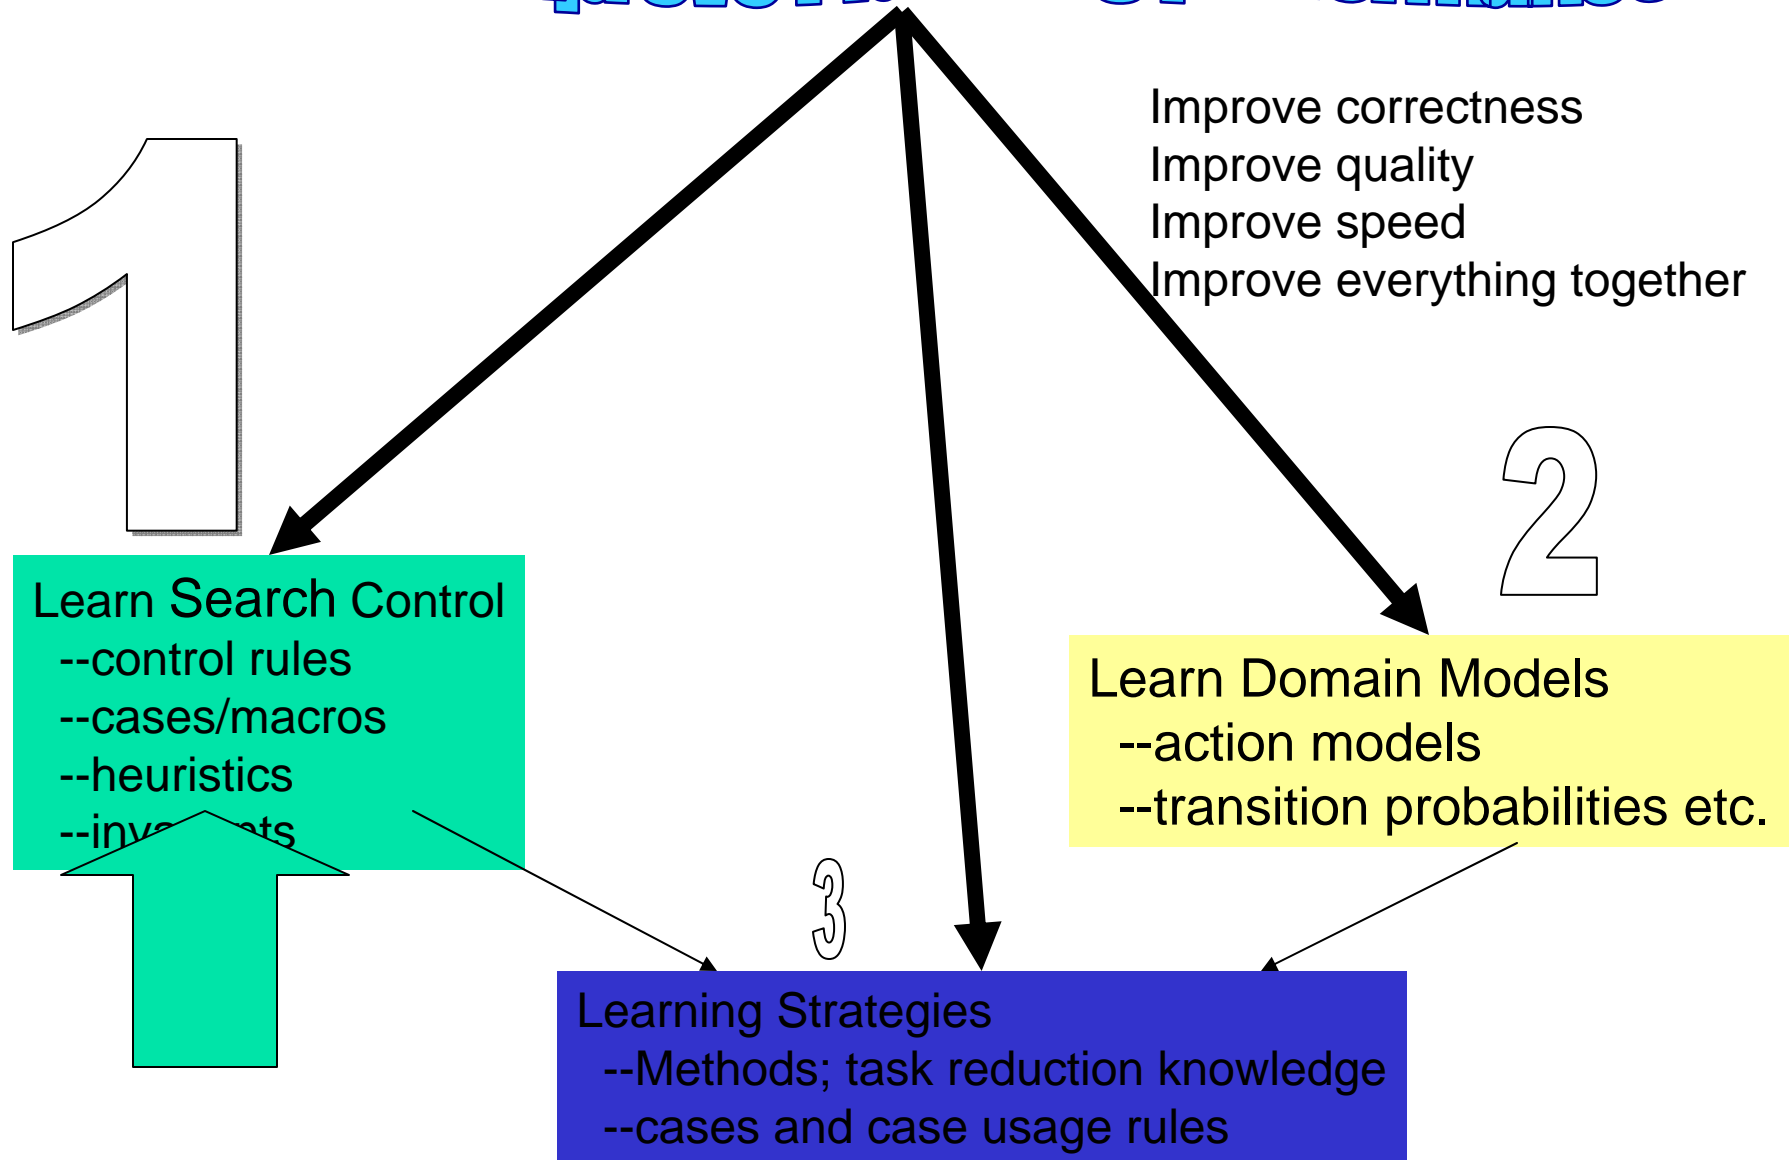 Improve correctness
Improve quality
Improve speed
Improve everything together
1
2
Learn Search Control
--control rules
--cases/macros
--heuristics
Learn Domain Models
--action models
--transition probabilities etc.
3
Learning Strategies
--Methods; task reduction knowledge
--cases and case usage rules